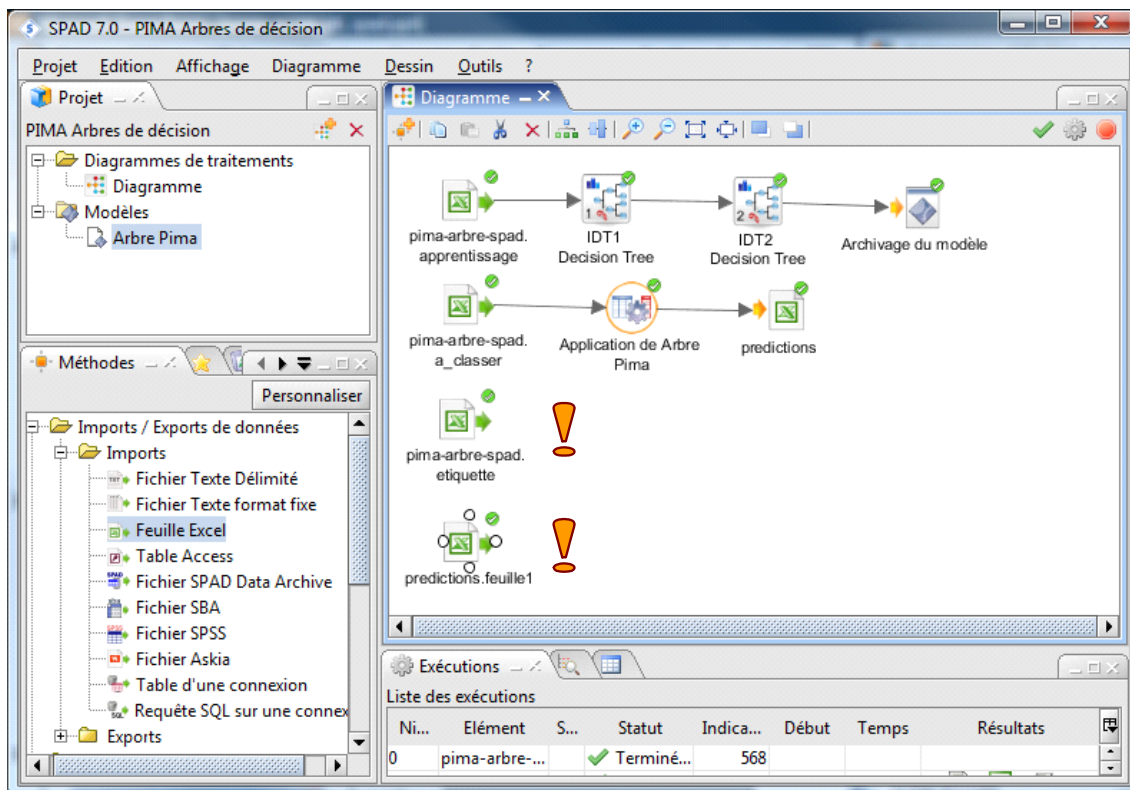 SPAD 7.0 - PIMA Arbres de décision
Projet Edition Affichage Diagramme Dessin Outils ?
Projet
PIMA Arbres de décision
Diagrammes de traitements
Diagramme
Modèles
Arbre Pima
Méthodes
Personnaliser
Imports / Exports de données
Imports
Fichier Texte Délimité
Fichier Texte format fixe
Feuille Excel
Table Access
Fichier SPAD Data Archive
Fichier SBA
Fichier SPSS
Fichier Askia
Table d'une connexion
Requête SQL sur une connex
Exports
Diagramme
1
2
pima-arbre-spad.
apprentissage
IDT1
Decision Tree
IDT2
Decision Tree
Archivage du modèle
pima-arbre-spad.
a_classer
Application de Arbre
Pima
predictions
pima-arbre-spad.
etiquette
predictions.feuille1
Exécutions
Liste des exécutions
Ni... Elément S... Statut Indica... Début Temps Résultats
0 pima-arbre-... Terminé... 568